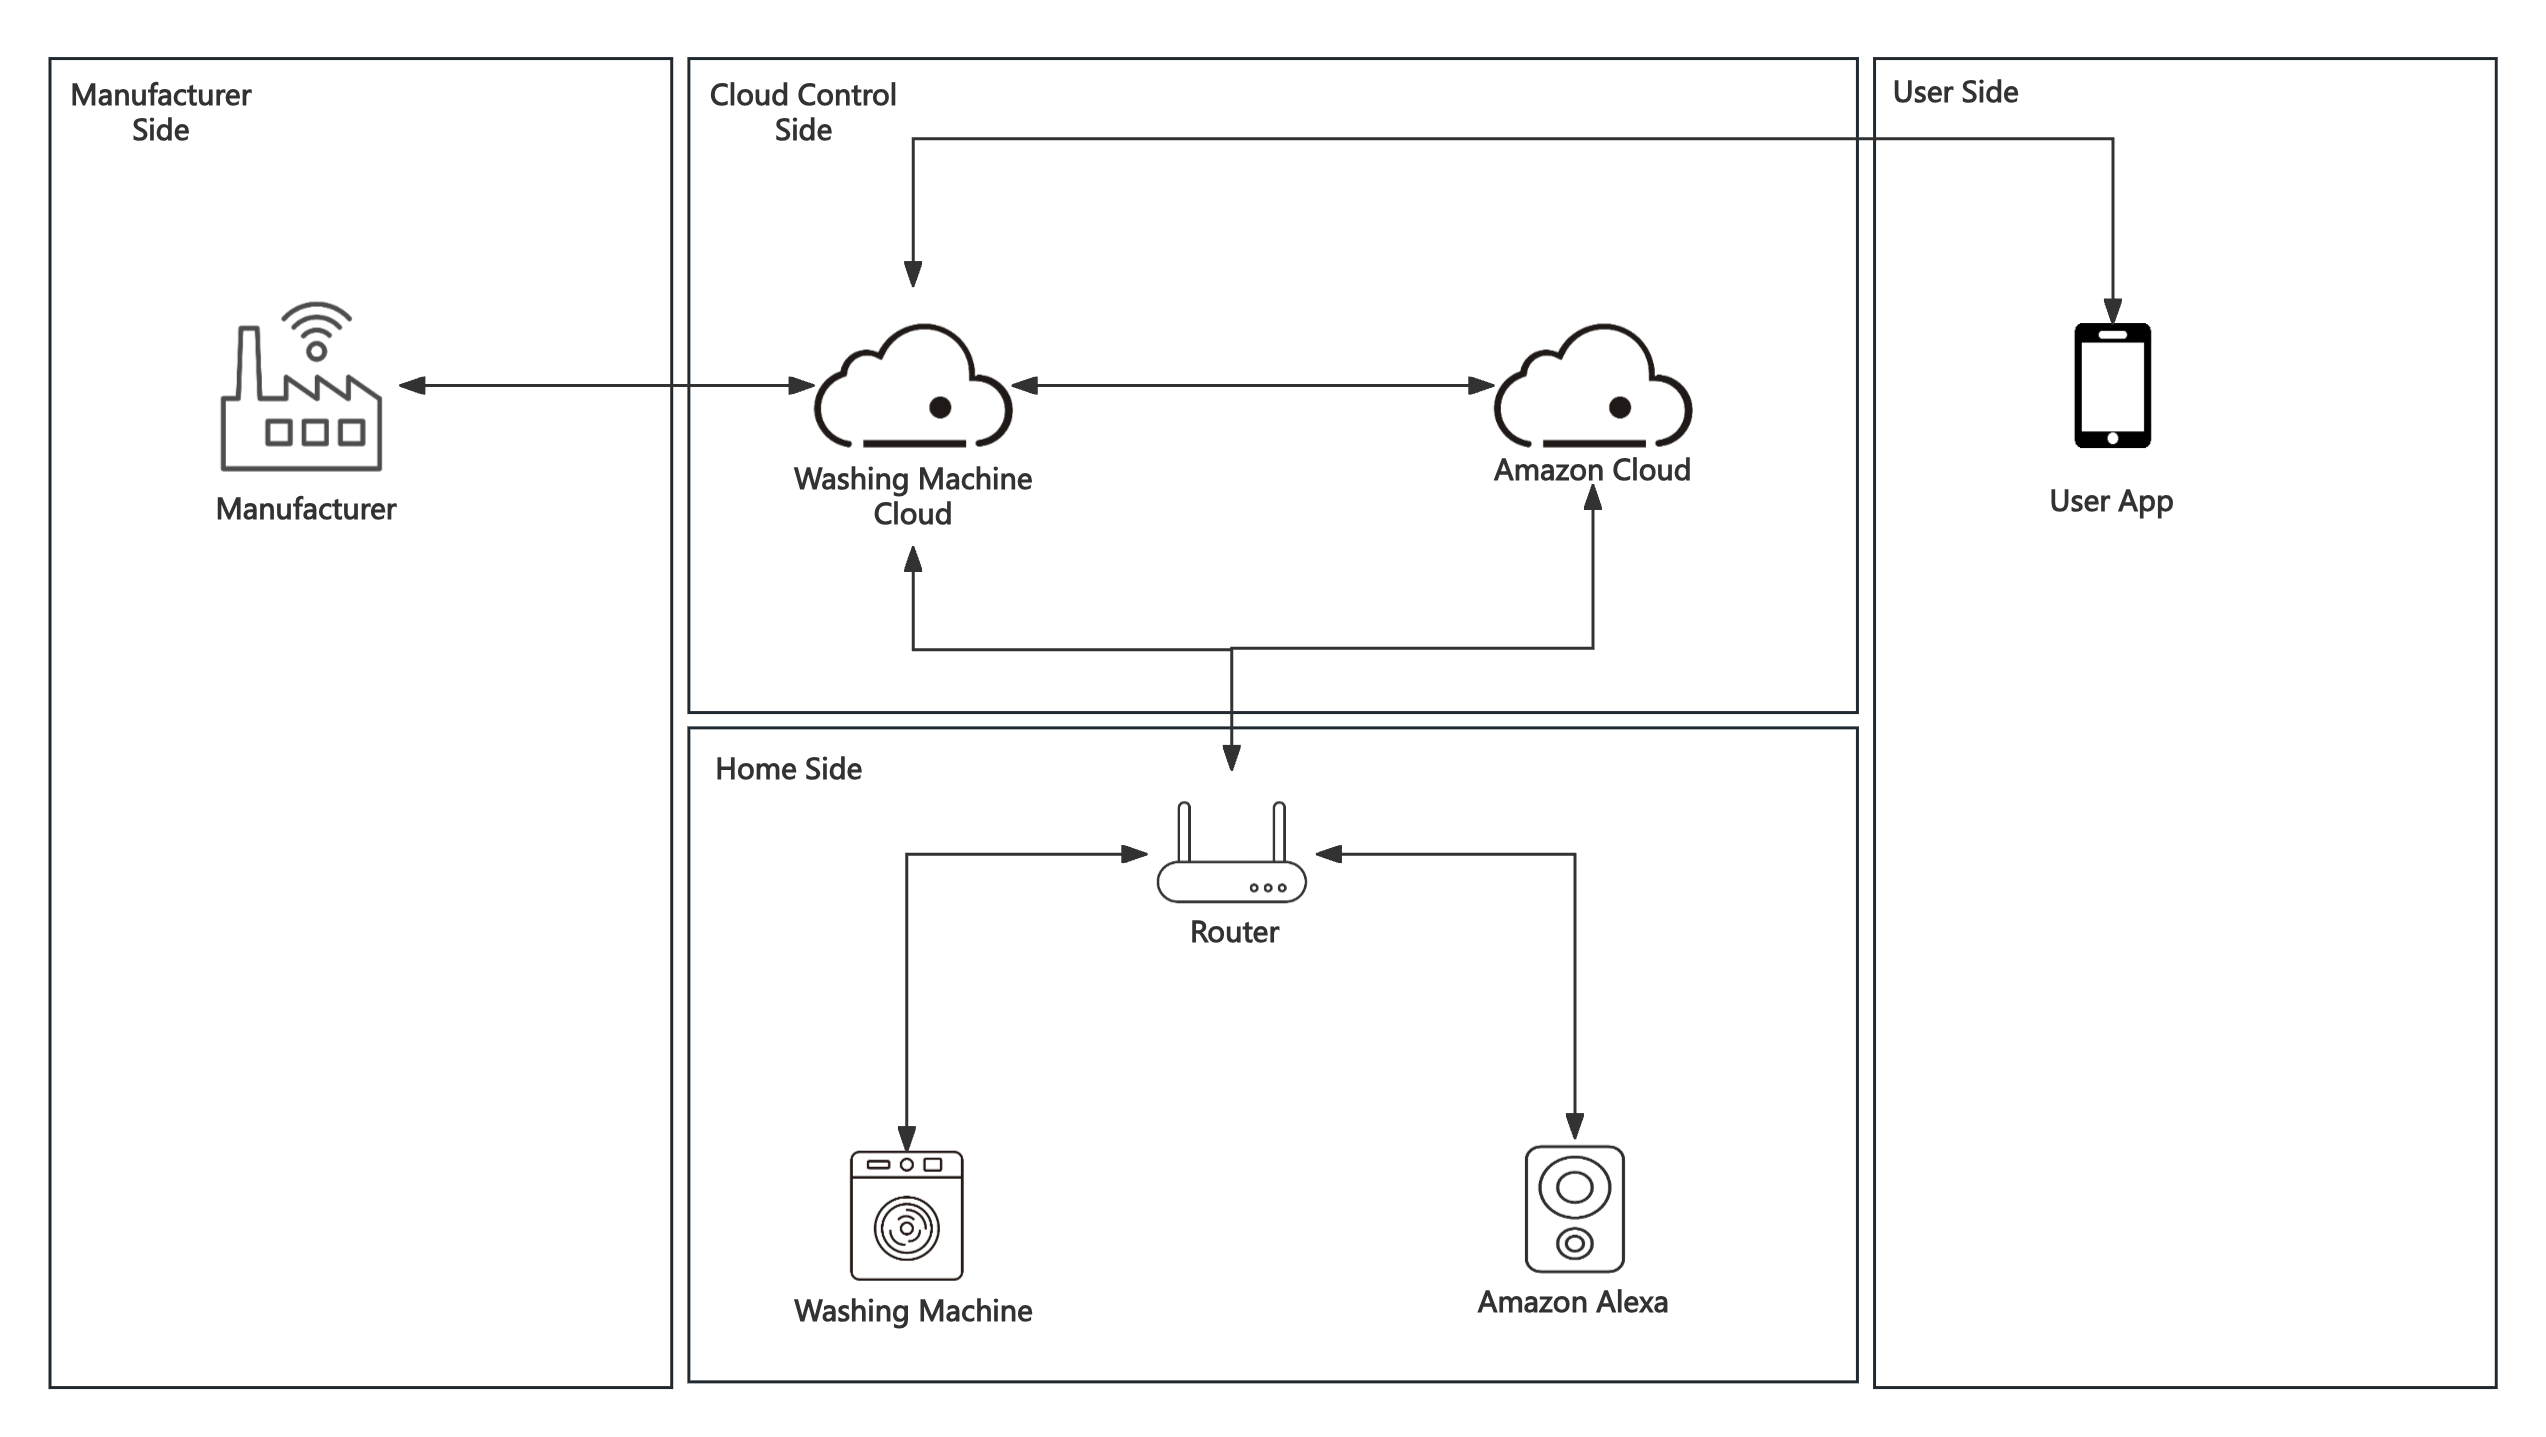 Manufacturer
Side
Cloud Control
Side
User Side
Manufacturer
Washing Machine
Cloud
Amazon Cloud
User App
Home Side
Router
Washing Machine
Amazon Alexa